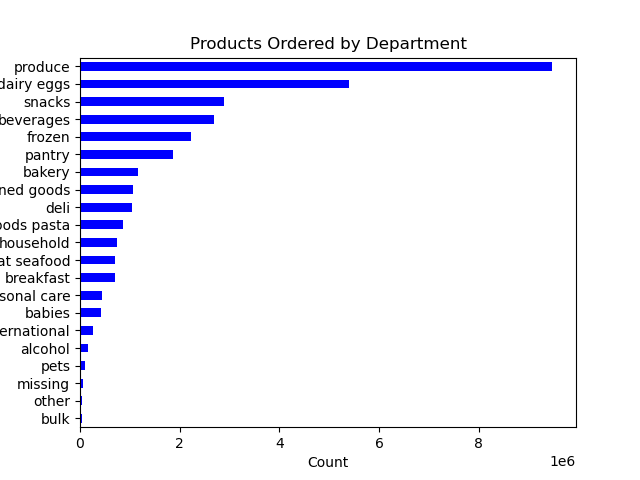 Products Ordered by Department
produce
dairy eggs
snacks
beverages
frozen
pantry
bakery
ned goods
deli
ods pasta
household
at seafood
breakfast
sonal care
babies
ernational
alcohol
pets
missing
other
bulk
0 2 4 6 8
1e6
Count